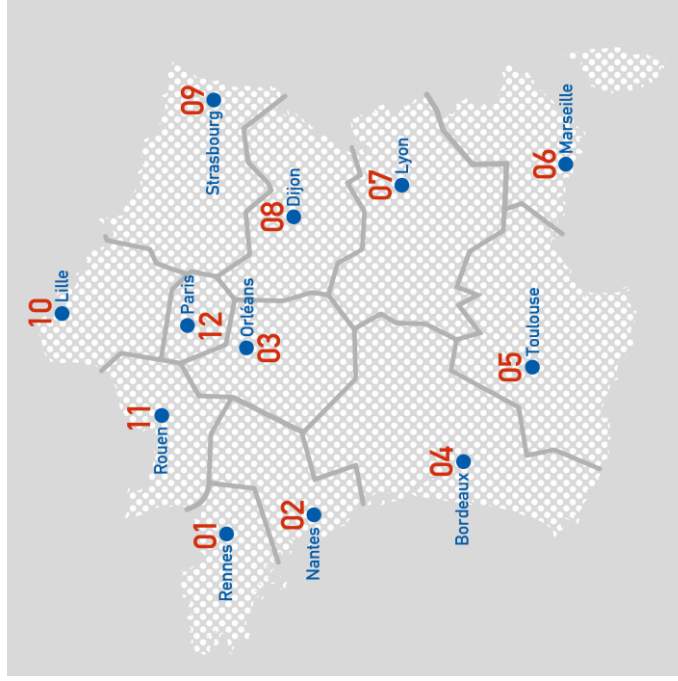 10
Lille
09
Strasbourg
Paris
12
08
Dijon
Orléans
03
11
Rouen
07
Lyon
01
Rennes
02
Nantes
06
Marseille
04
Bordeaux
05
Toulouse